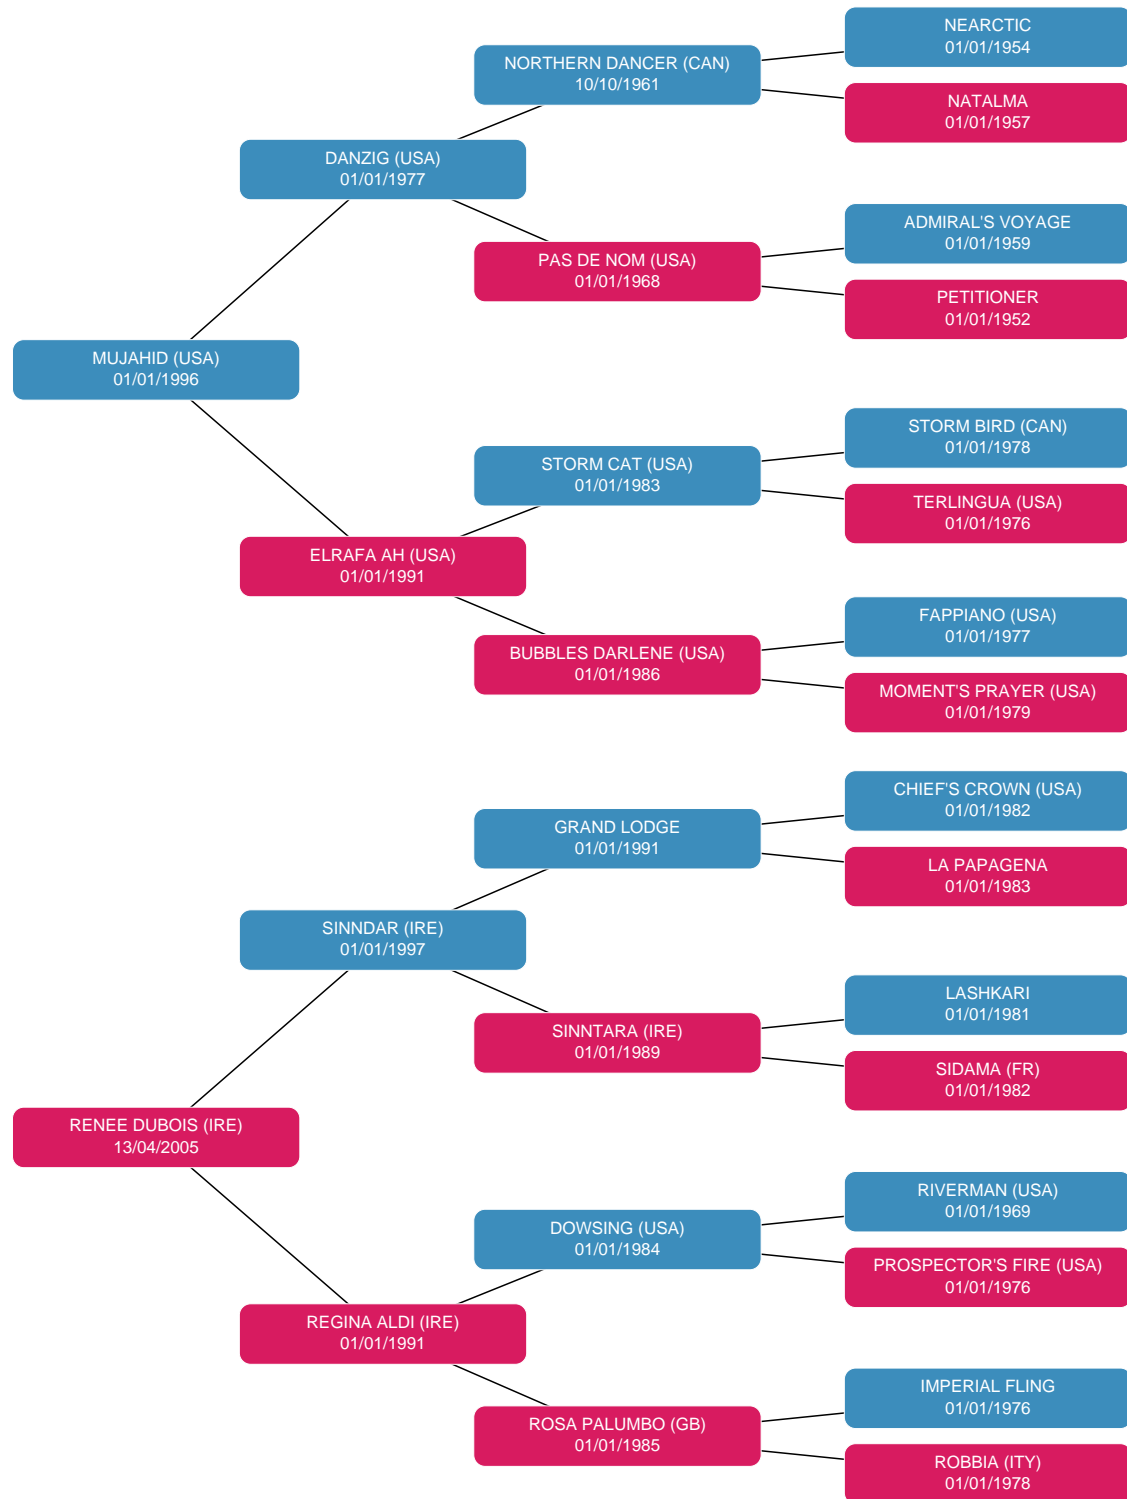 NEARCTIC
01/01/1954
NORTHERN DANCER (CAN)
10/10/1961
NATALMA
01/01/1957
DANZIG (USA)
01/01/1977
ADMIRAL'S VOYAGE
01/01/1959
PAS DE NOM (USA)
01/01/1968
PETITIONER
01/01/1952
MUJAHID (USA)
01/01/1996
STORM BIRD (CAN)
01/01/1978
STORM CAT (USA)
01/01/1983
TERLINGUA (USA)
01/01/1976
ELRAFA AH (USA)
01/01/1991
FAPPIANO (USA)
01/01/1977
BUBBLES DARLENE (USA)
01/01/1986
MOMENT'S PRAYER (USA)
01/01/1979
CHIEF'S CROWN (USA)
01/01/1982
GRAND LODGE
01/01/1991
LA PAPAGENA
01/01/1983
SINNDAR (IRE)
01/01/1997
LASHKARI
01/01/1981
SINNTARA (IRE)
01/01/1989
SIDAMA (FR)
01/01/1982
RENEE DUBOIS (IRE)
13/04/2005
RIVERMAN (USA)
01/01/1969
DOWSING (USA)
01/01/1984
PROSPECTOR'S FIRE (USA)
01/01/1976
REGINA ALDI (IRE)
01/01/1991
IMPERIAL FLING
01/01/1976
ROSA PALUMBO (GB)
01/01/1985
ROBBIA (ITY)
01/01/1978